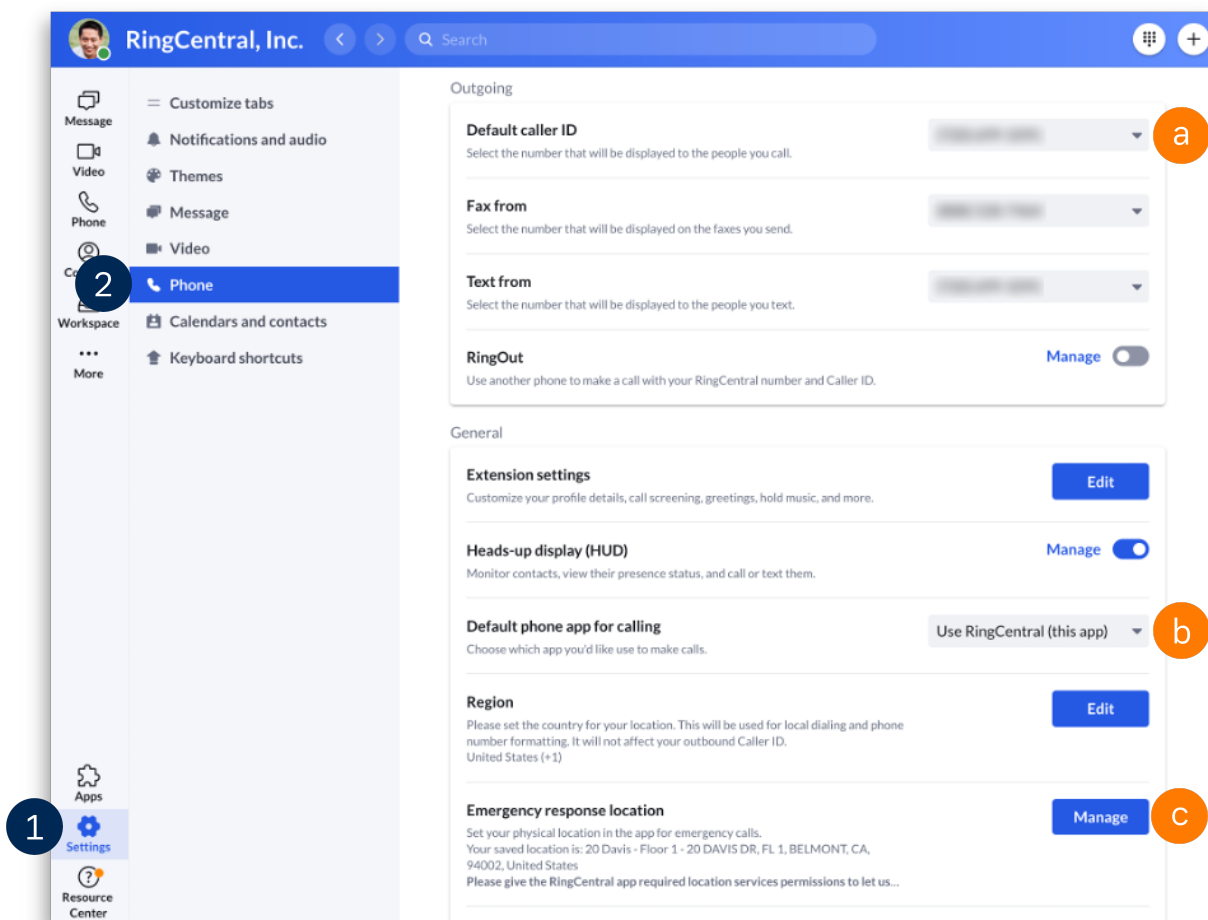 RingCentral, Inc.
Search
Message
Video
Phone
Workspace
More
Apps
1
Settings
Resource
Center
Customize tabs
Notifications and audio
Themes
Message
Video
2
Phone
Calendars and contacts
Keyboard shortcuts
Outgoing
Default caller ID
Select the number that will be displayed to the people you call.
a
Fax from
Select the number that will be displayed on the faxes you send.
Text from
Select the number that will be displayed to the people you text.
RingOut
Manage
Use another phone to make a call with your RingCentral number and Caller ID.
General
Extension settings
Customize your profile details, call screening, greetings, hold music, and more.
Edit
Heads-up display (HUD)
Manage
Monitor contacts, view their presence status, and call or text them.
Default phone app for calling
Choose which app you'd like use to make calls.
Use RingCentral (this app)
b
Region
Please set the country for your location. This will be used for local dialing and phone
number formatting. It will not affect your outbound Caller ID.
United States (+1)
Edit
Emergency response location
Set your physical location in the app for emergency calls.
Your saved location is: 20 Davis - Floor 1 - 20 DAVIS DR, FL 1, BELMONT, CA,
94002, United States
Please give the RingCentral app required location services permissions to let us...
Manage
c